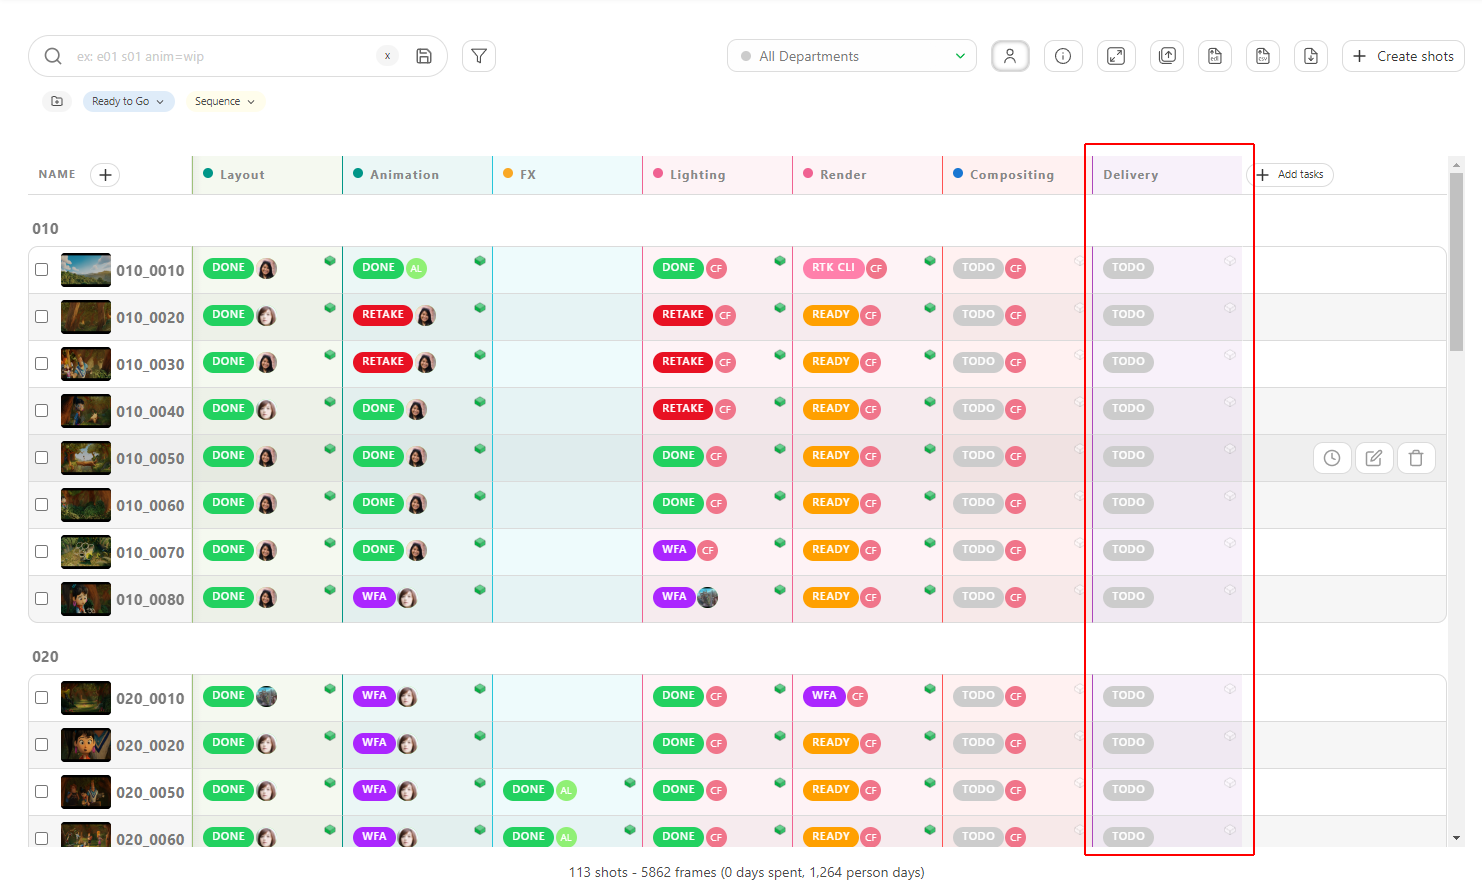 ex: e01 s01 anim=wip x All Departments edl csv Create shots
Ready to Go Sequence
NAME Layout Animation FX Lighting Render Compositing Delivery Add tasks
010
010_0010 DONE DONE AL DONE CF RTK CLI CF TODO CF TODO
010_0020 DONE RETAKE RETAKE CF READY CF TODO CF TODO
010_0030 DONE RETAKE RETAKE CF READY CF TODO CF TODO
010_0040 DONE DONE RETAKE CF READY CF TODO CF TODO
010_0050 DONE DONE DONE CF READY CF TODO CF TODO
010_0060 DONE DONE DONE CF READY CF TODO CF TODO
010_0070 DONE DONE WFA CF READY CF TODO CF TODO
010_0080 DONE WFA WFA READY CF TODO CF TODO
020
020_0010 DONE WFA DONE CF WFA CF TODO CF TODO
020_0020 DONE WFA DONE CF READY CF TODO CF TODO
020_0050 DONE WFA DONE AL DONE CF READY CF TODO CF TODO
020_0060 DONE WFA DONE AL DONE CF READY CF TODO CF TODO
113 shots - 5862 frames (0 days spent, 1,264 person days)